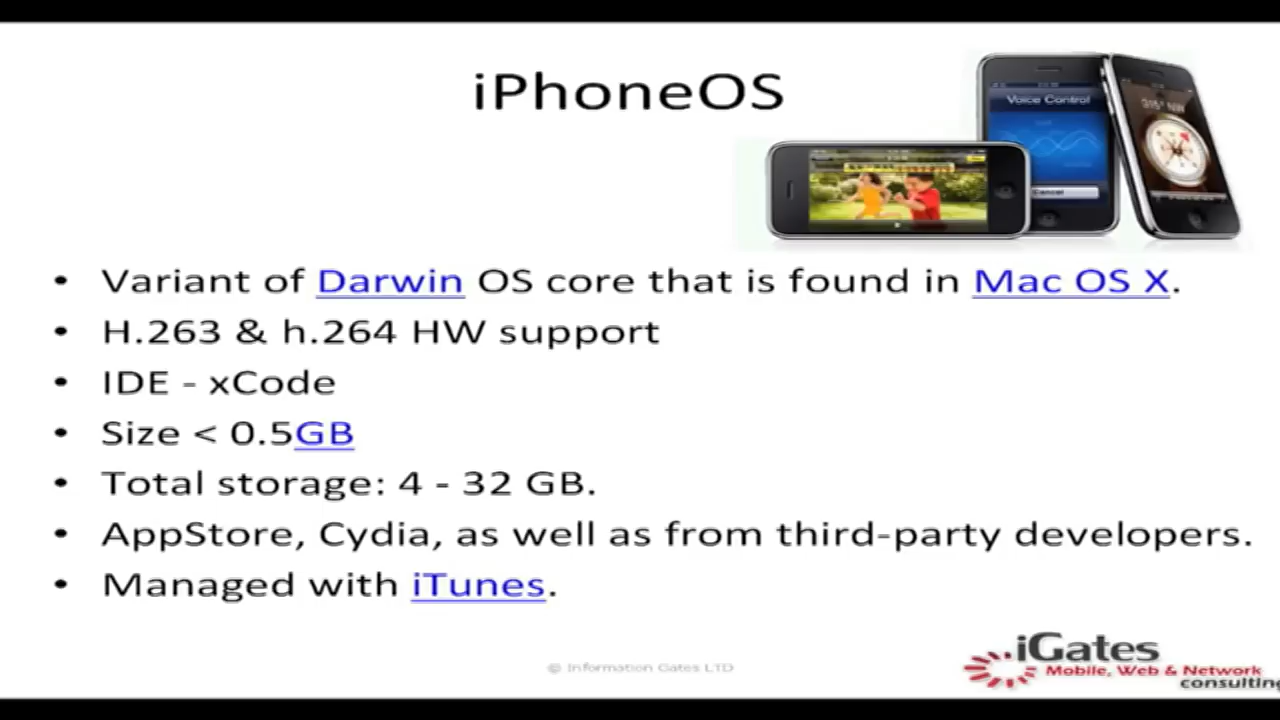 iPhoneOS
Voice Control
315° NW
Cancel
• Variant of Darwin OS core that is found in Mac OS X.
• H.263 & h.264 HW support
• IDE - xCode
• Size < 0.5GB
• Total storage: 4 - 32 GB.
• AppStore, Cydia, as well as from third-party developers.
• Managed with iTunes.
© Information Gates LTD
iGates
Mobile, Web & Network
consulting